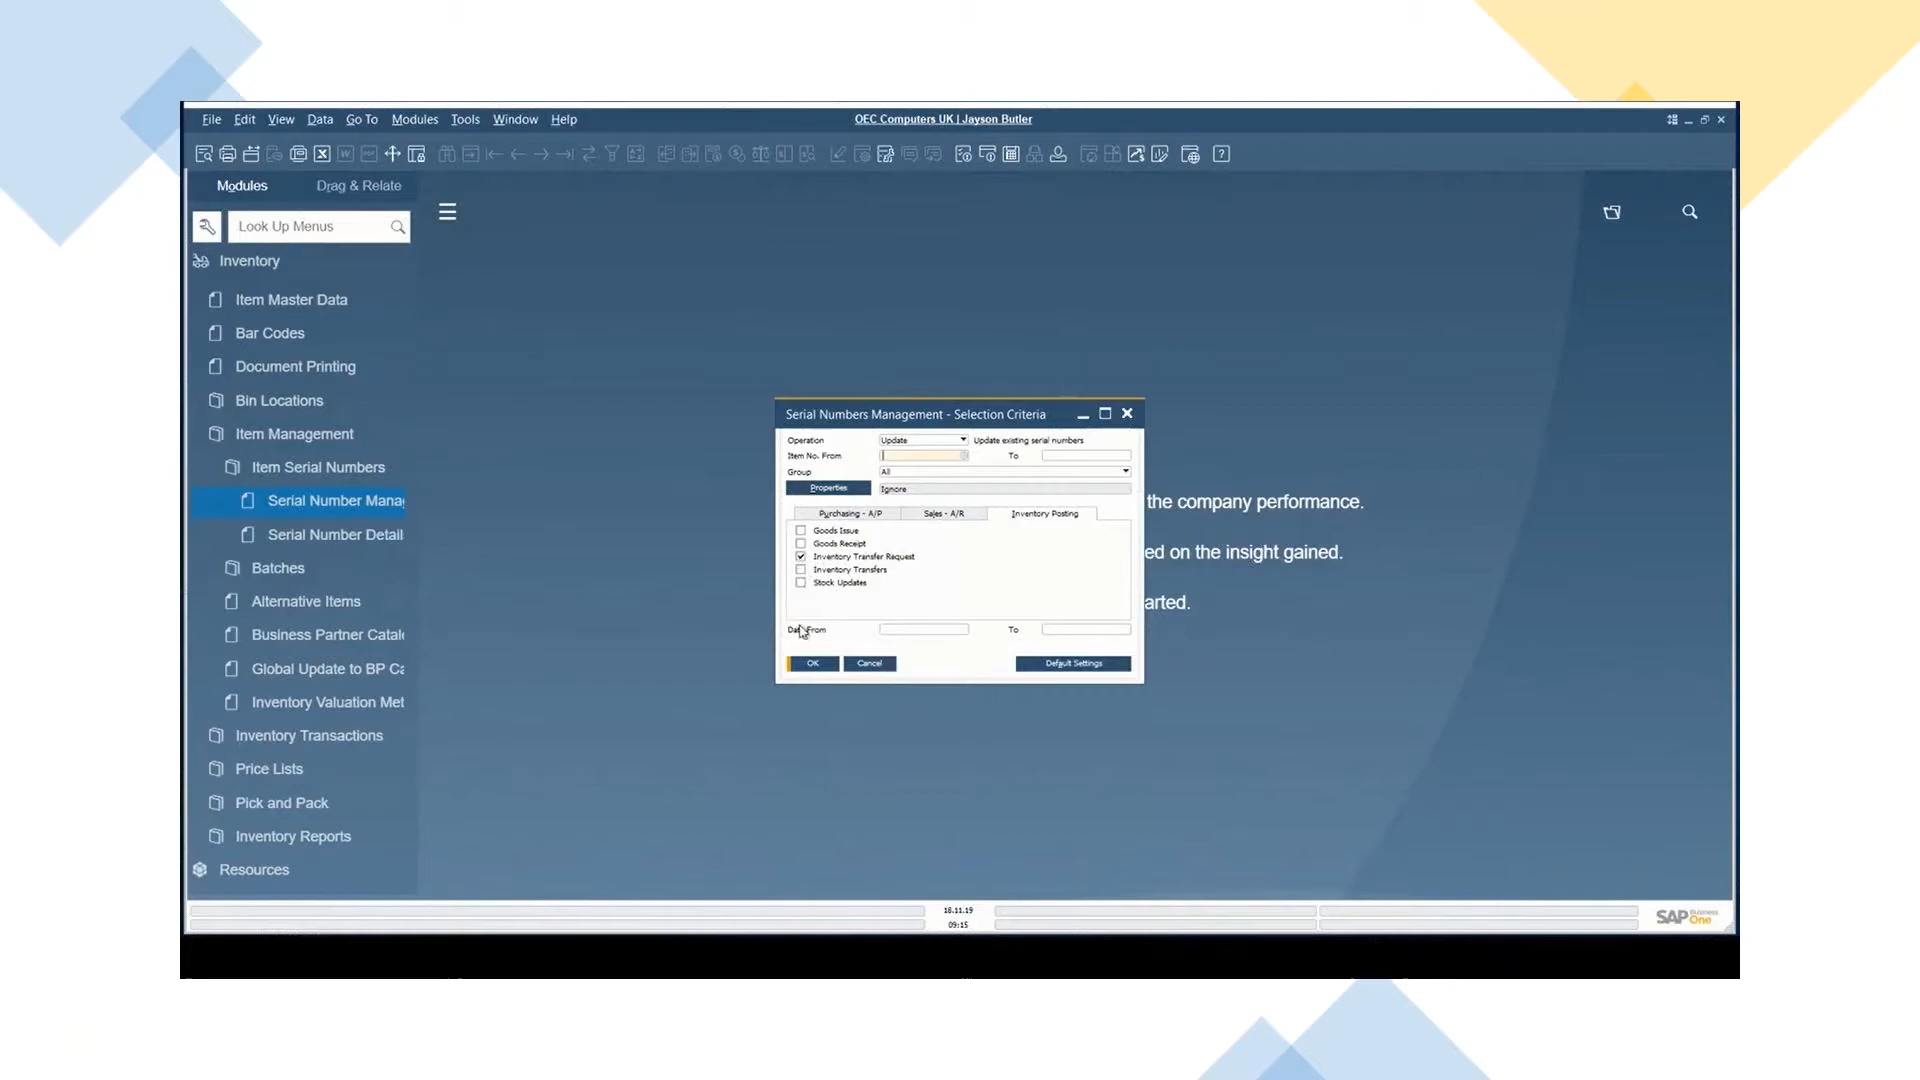 File Edit View Data Go To Modules Tools Window Help
OEC Computers UK | Jayson Butler
Modules Drag & Relate
Look Up Menus
Inventory
Item Master Data
Bar Codes
Document Printing
Bin Locations
Item Management
Item Serial Numbers
Serial Number Manag
Serial Number Detail
Batches
Alternative Items
Business Partner Catal
Global Update to BP Ca
Inventory Valuation Met
Inventory Transactions
Price Lists
Pick and Pack
Inventory Reports
Resources
Serial Numbers Management - Selection Criteria
Operation Update Update existing serial numbers
Item No. From To
Group All
Properties Ignore
Purchasing - A/P Sales - A/R Inventory Posting
Goods Issue
Goods Receipt
Inventory Transfer Request
Inventory Transfers
Stock Updates
Date From To
OK Cancel Default Settings
the company performance.
ed on the insight gained.
arted.
18.11.19
09:15
SAP Business One